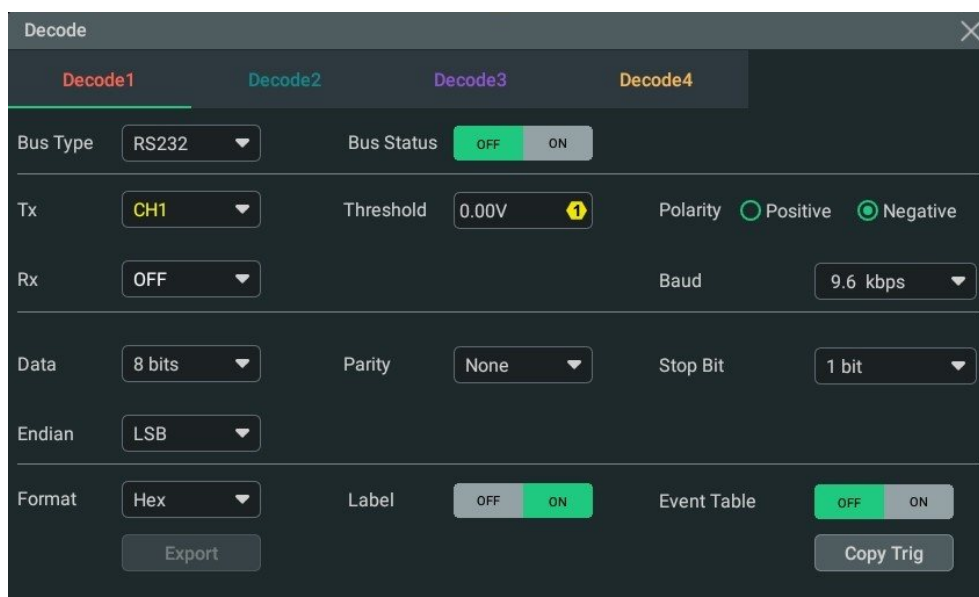 Decode
Decode1 Decode2 Decode3 Decode4
Bus Type RS232 Bus Status OFF ON
Tx CH1 Threshold 0.00V 1 Polarity Positive Negative
Rx OFF Baud 9.6 kbps
Data 8 bits Parity None Stop Bit 1 bit
Endian LSB
Format Hex Label OFF ON Event Table OFF ON
Export Copy Trig